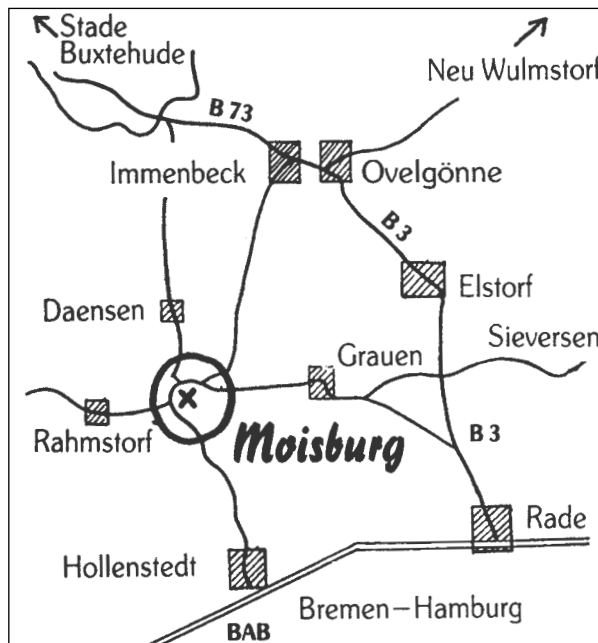 Stade
Buxtehude
Neu Wulmstorf
B 73
Immenbeck
Ovelgönne
B 3
Elstorf
Daensen
Sieversen
Grauen
Rahmstorf
Moisburg
B 3
Rade
Hollenstedt
Bremen-Hamburg
BAB